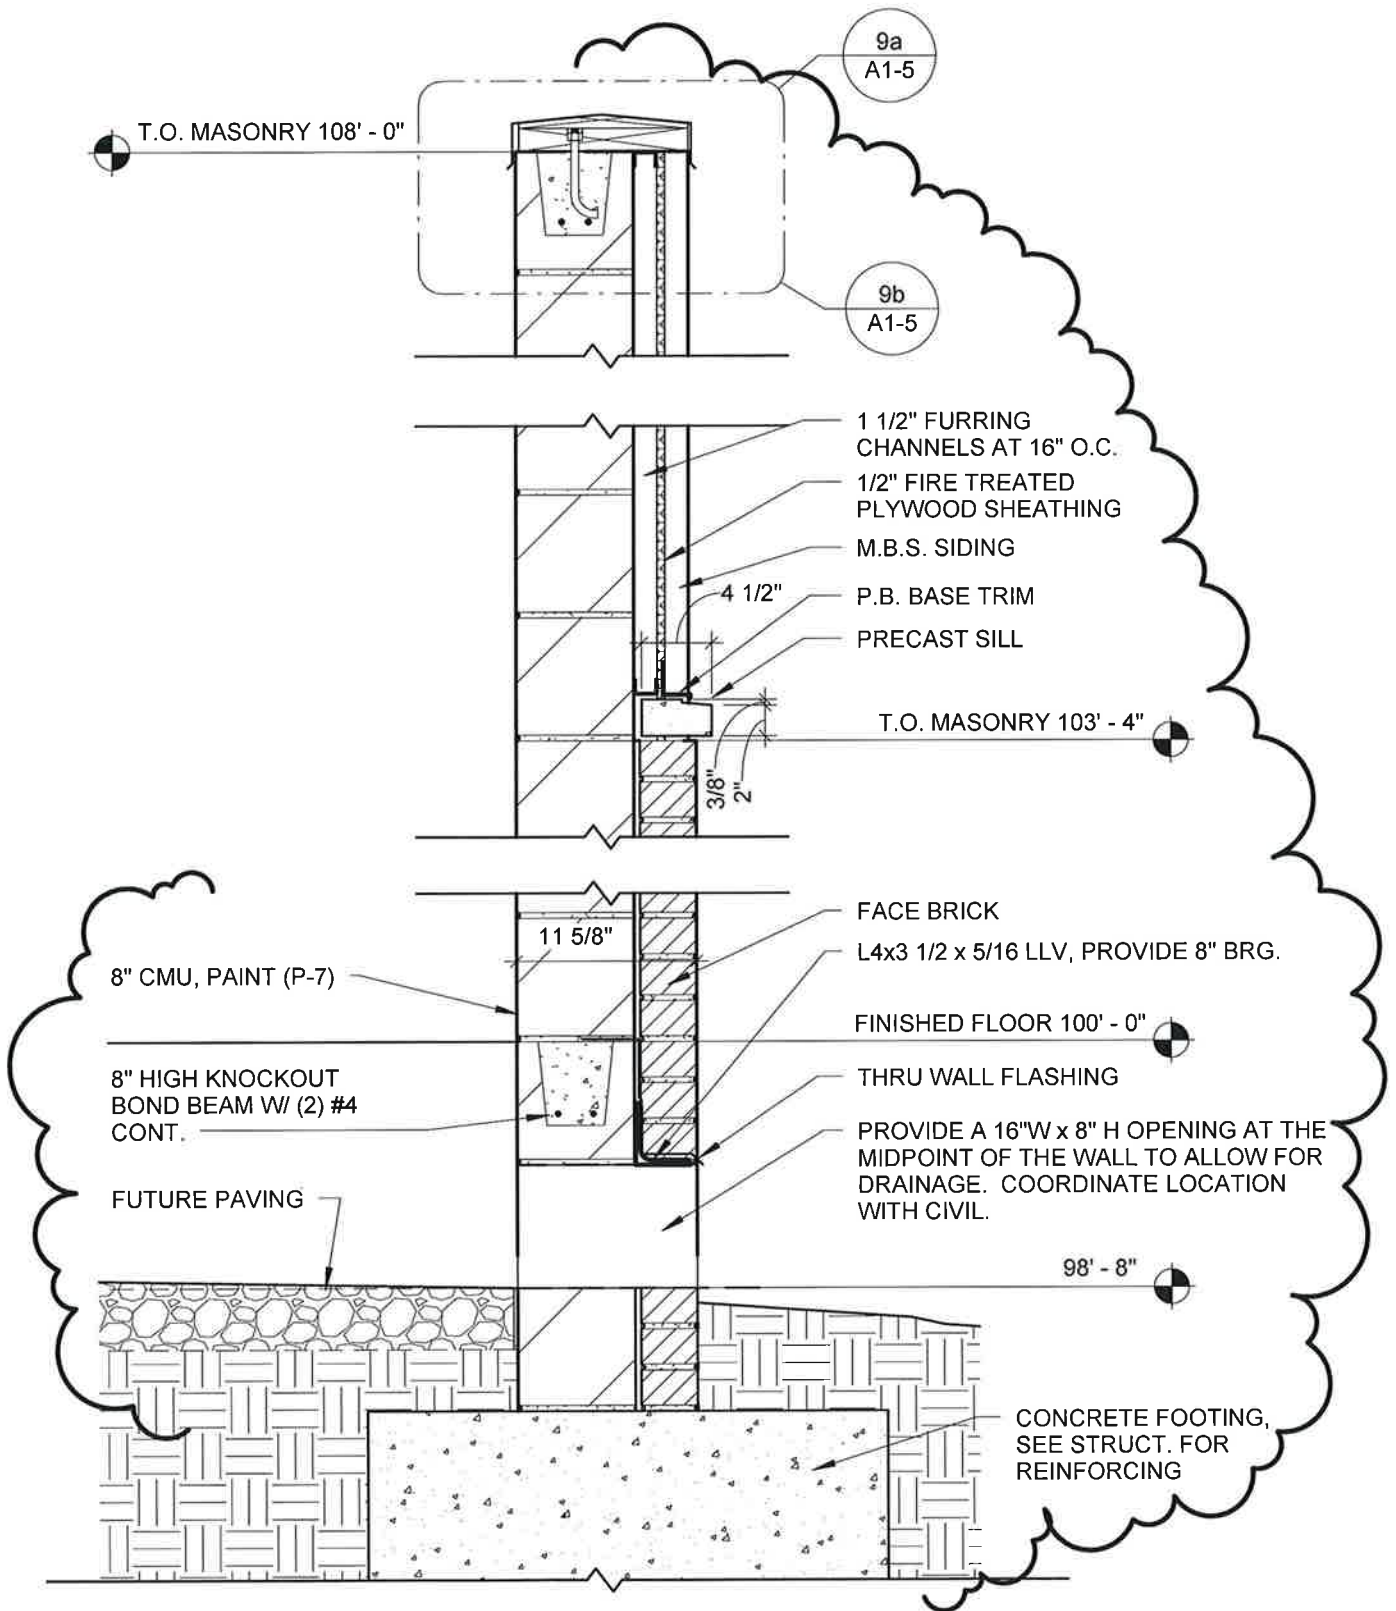 9a
A1-5
T.O. MASONRY 108' - 0"
9b
A1-5
1 1/2" FURRING
CHANNELS AT 16" O.C.
1/2" FIRE TREATED
PLYWOOD SHEATHING
M.B.S. SIDING
4 1/2"
P.B. BASE TRIM
PRECAST SILL
T.O. MASONRY 103' - 4"
3/8"
2"
FACE BRICK
11 5/8"
L4x3 1/2 x 5/16 LLV, PROVIDE 8" BRG.
8" CMU, PAINT (P-7)
FINISHED FLOOR 100' - 0"
8" HIGH KNOCKOUT
BOND BEAM W/ (2) #4
CONT.
THRU WALL FLASHING
PROVIDE A 16"W x 8" H OPENING AT THE
MIDPOINT OF THE WALL TO ALLOW FOR
DRAINAGE. COORDINATE LOCATION
WITH CIVIL.
FUTURE PAVING
98' - 8"
CONCRETE FOOTING,
SEE STRUCT. FOR
REINFORCING